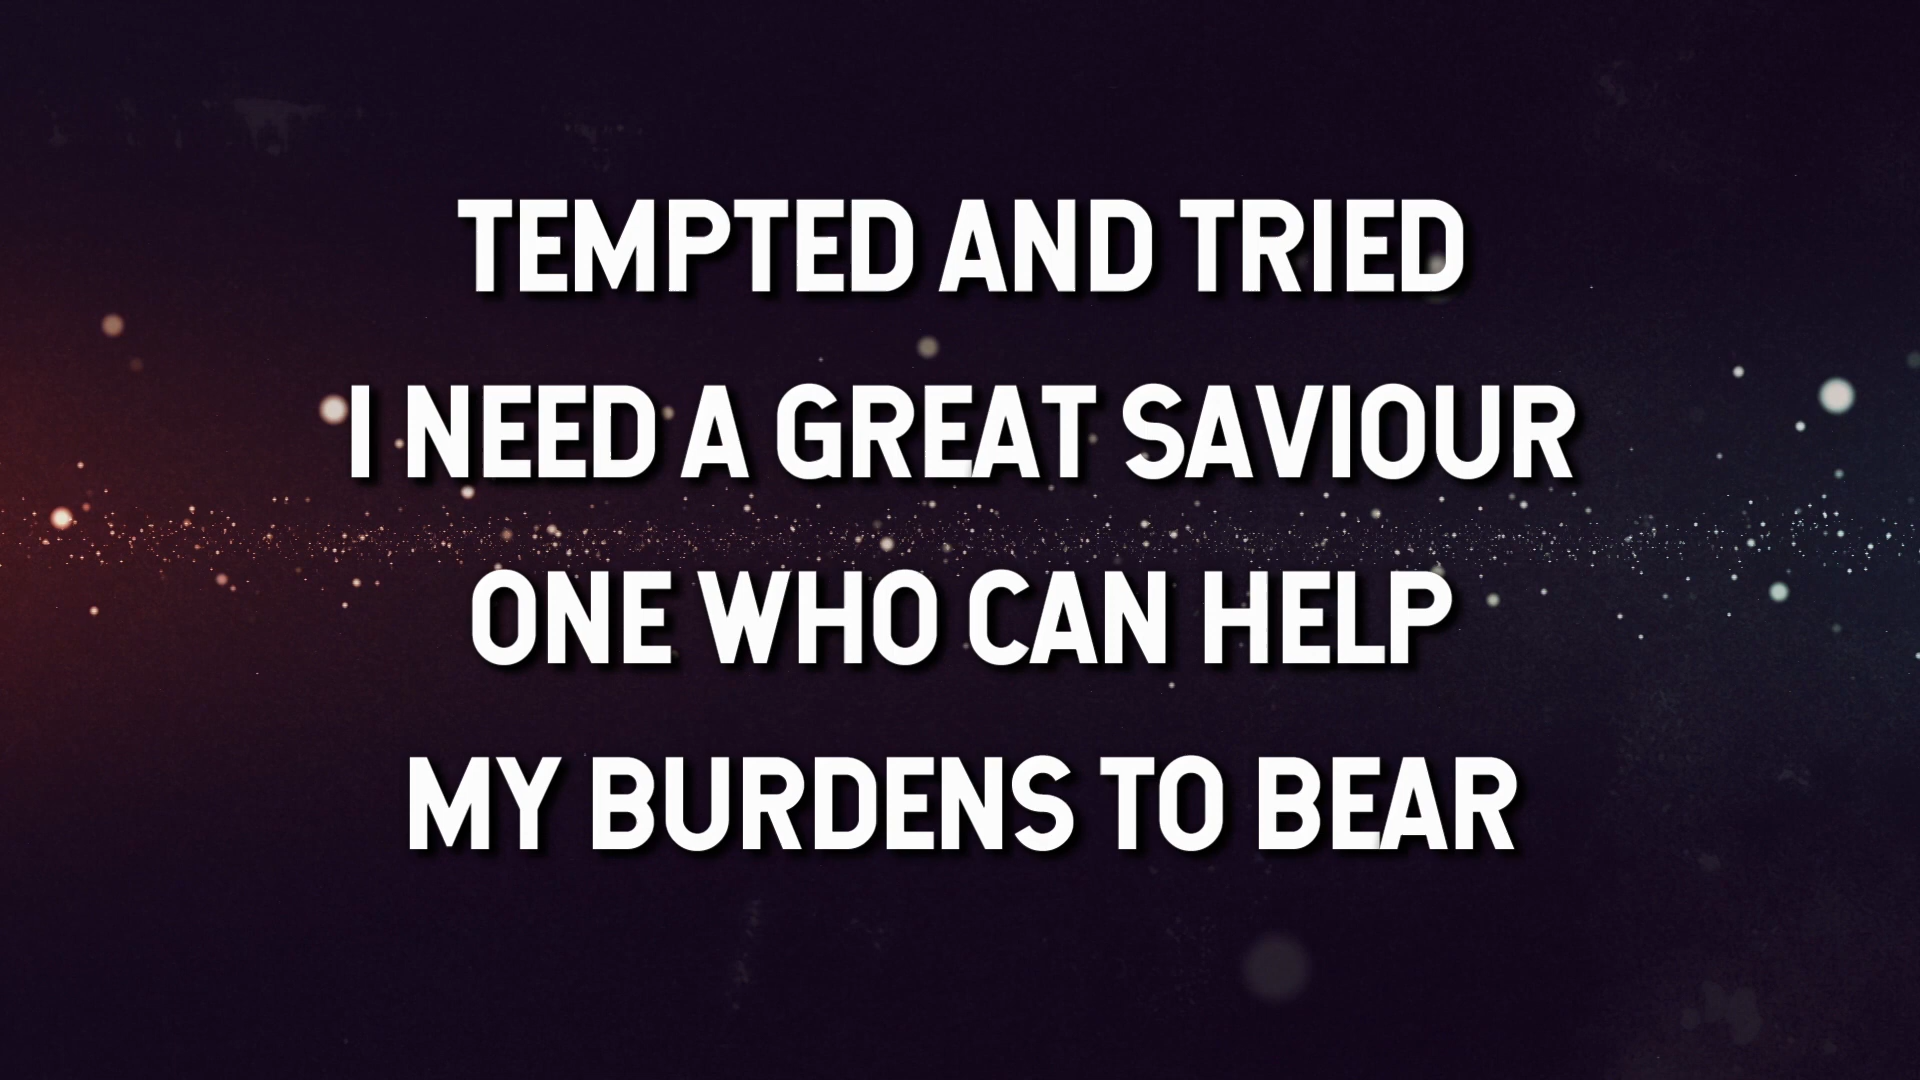 TEMPTED AND TRIED
I NEED A GREAT SAVIOUR
ONE WHO CAN HELP
MY BURDENS TO BEAR